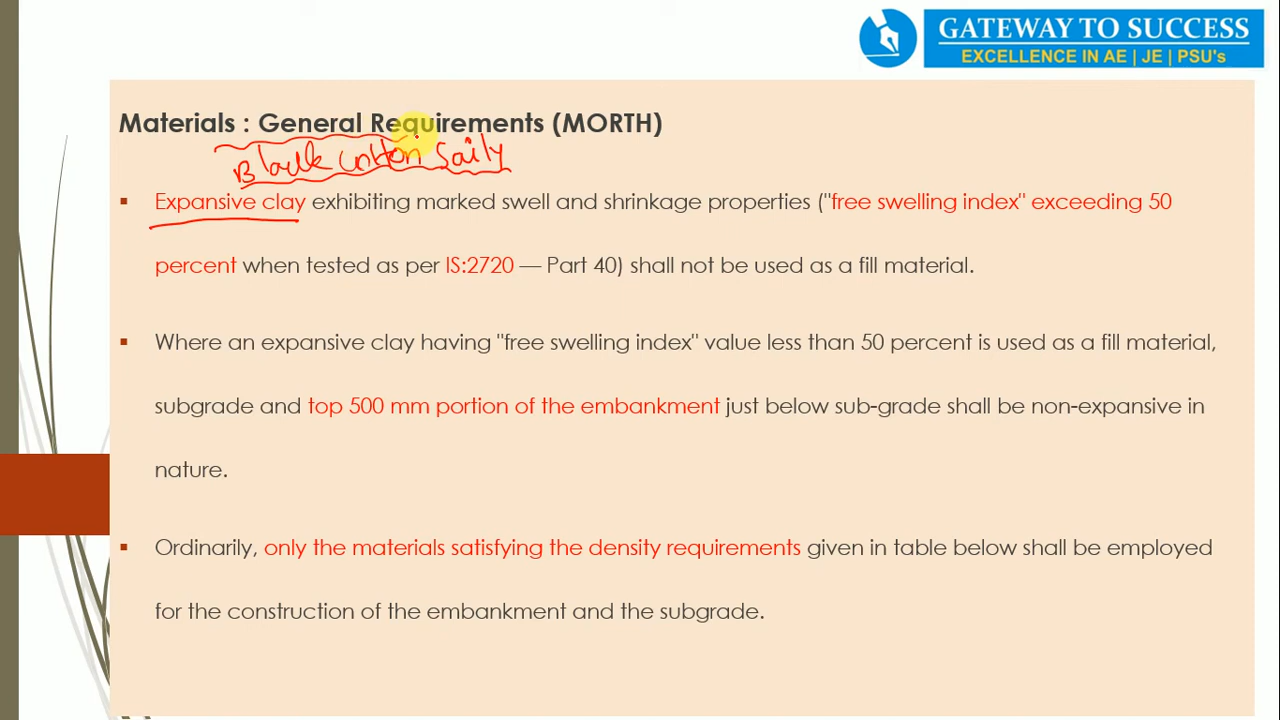 GATEWAY TO SUCCESS
EXCELLENCE IN AE | JE | PSU's
Materials : General Requirements (MORTH)
Black Cotton Soily
▪ Expansive clay exhibiting marked swell and shrinkage properties ("free swelling index" exceeding 50
percent when tested as per IS:2720 — Part 40) shall not be used as a fill material.
▪ Where an expansive clay having "free swelling index" value less than 50 percent is used as a fill material,
subgrade and top 500 mm portion of the embankment just below sub-grade shall be non-expansive in
nature.
▪ Ordinarily, only the materials satisfying the density requirements given in table below shall be employed
for the construction of the embankment and the subgrade.